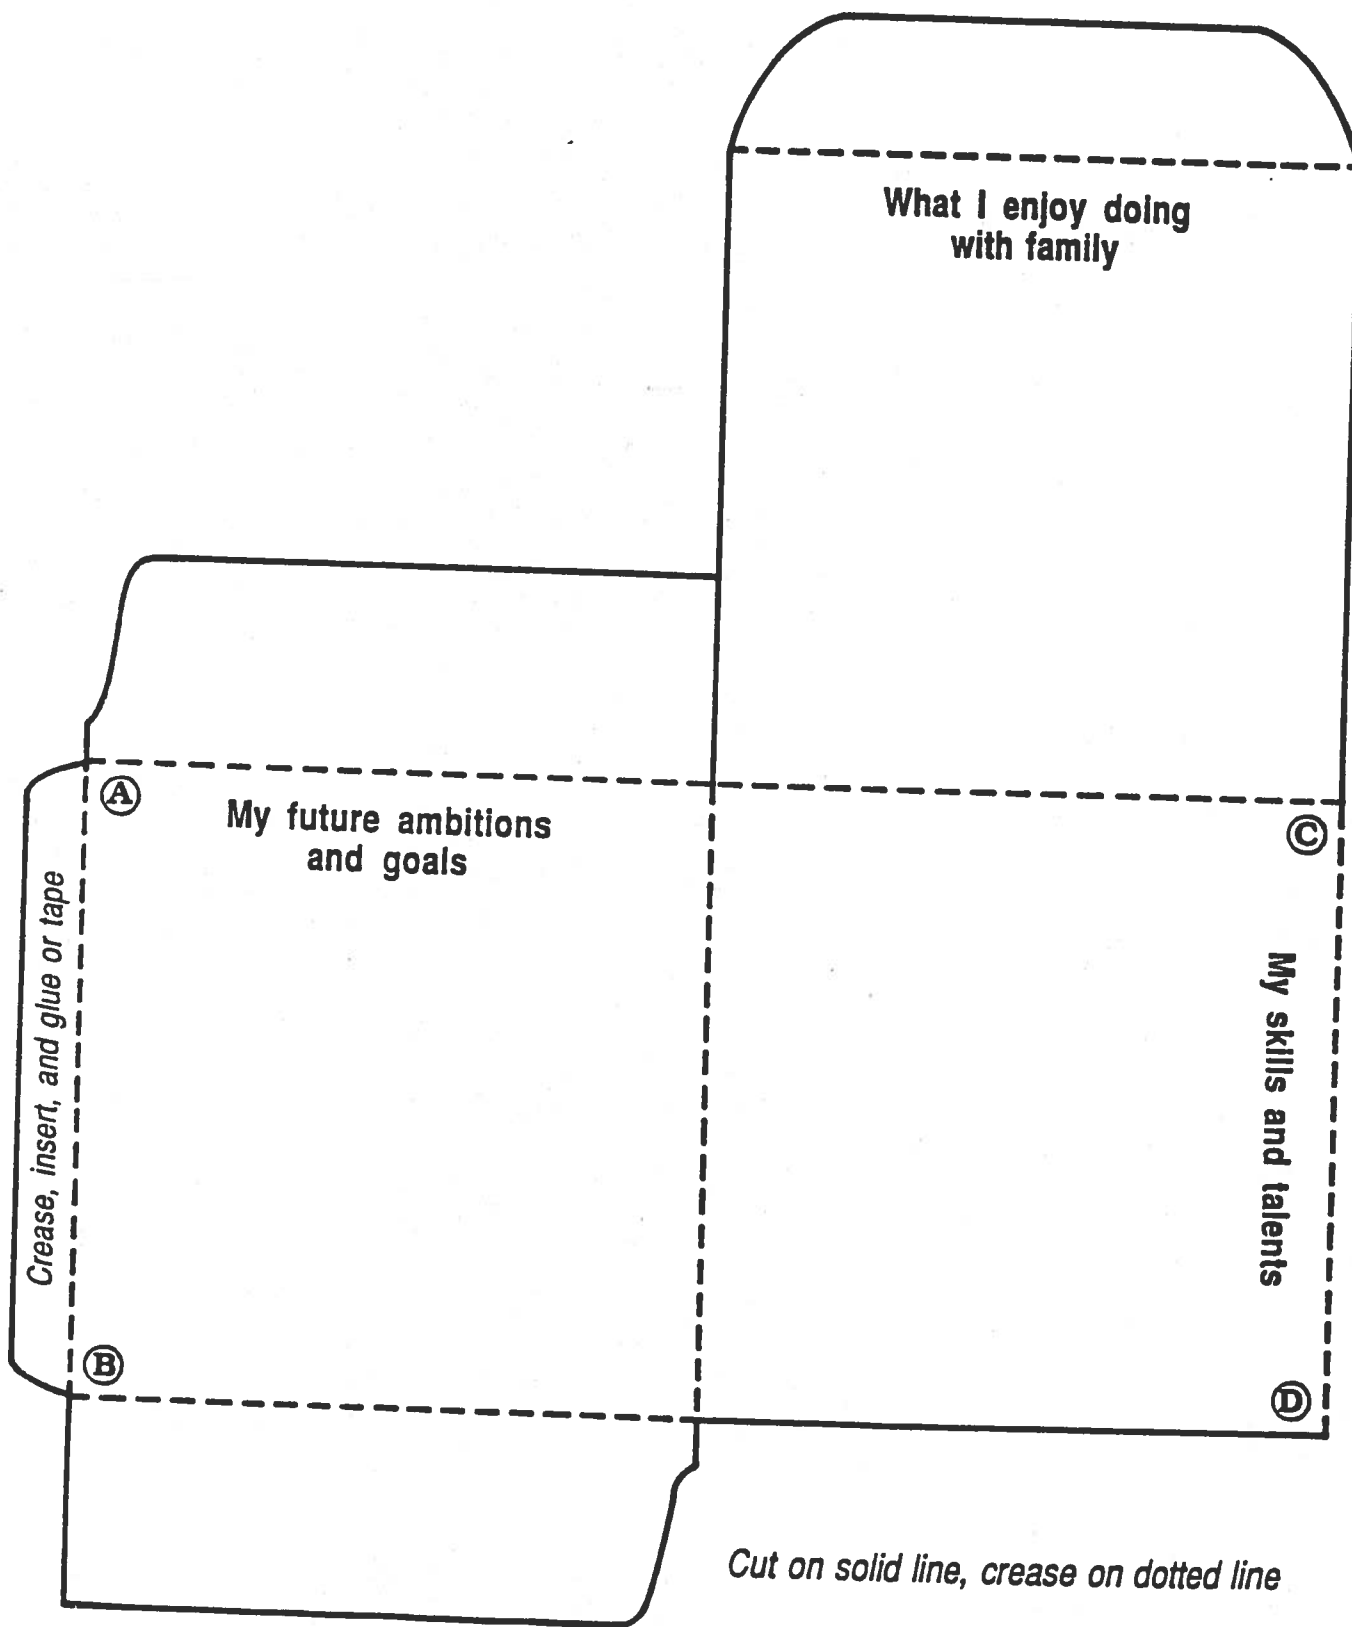 What I enjoy doing
with family
A
My future ambitions
and goals
C
Crease, insert, and glue or tape
My skills and talents
B
D
Cut on solid line, crease on dotted line